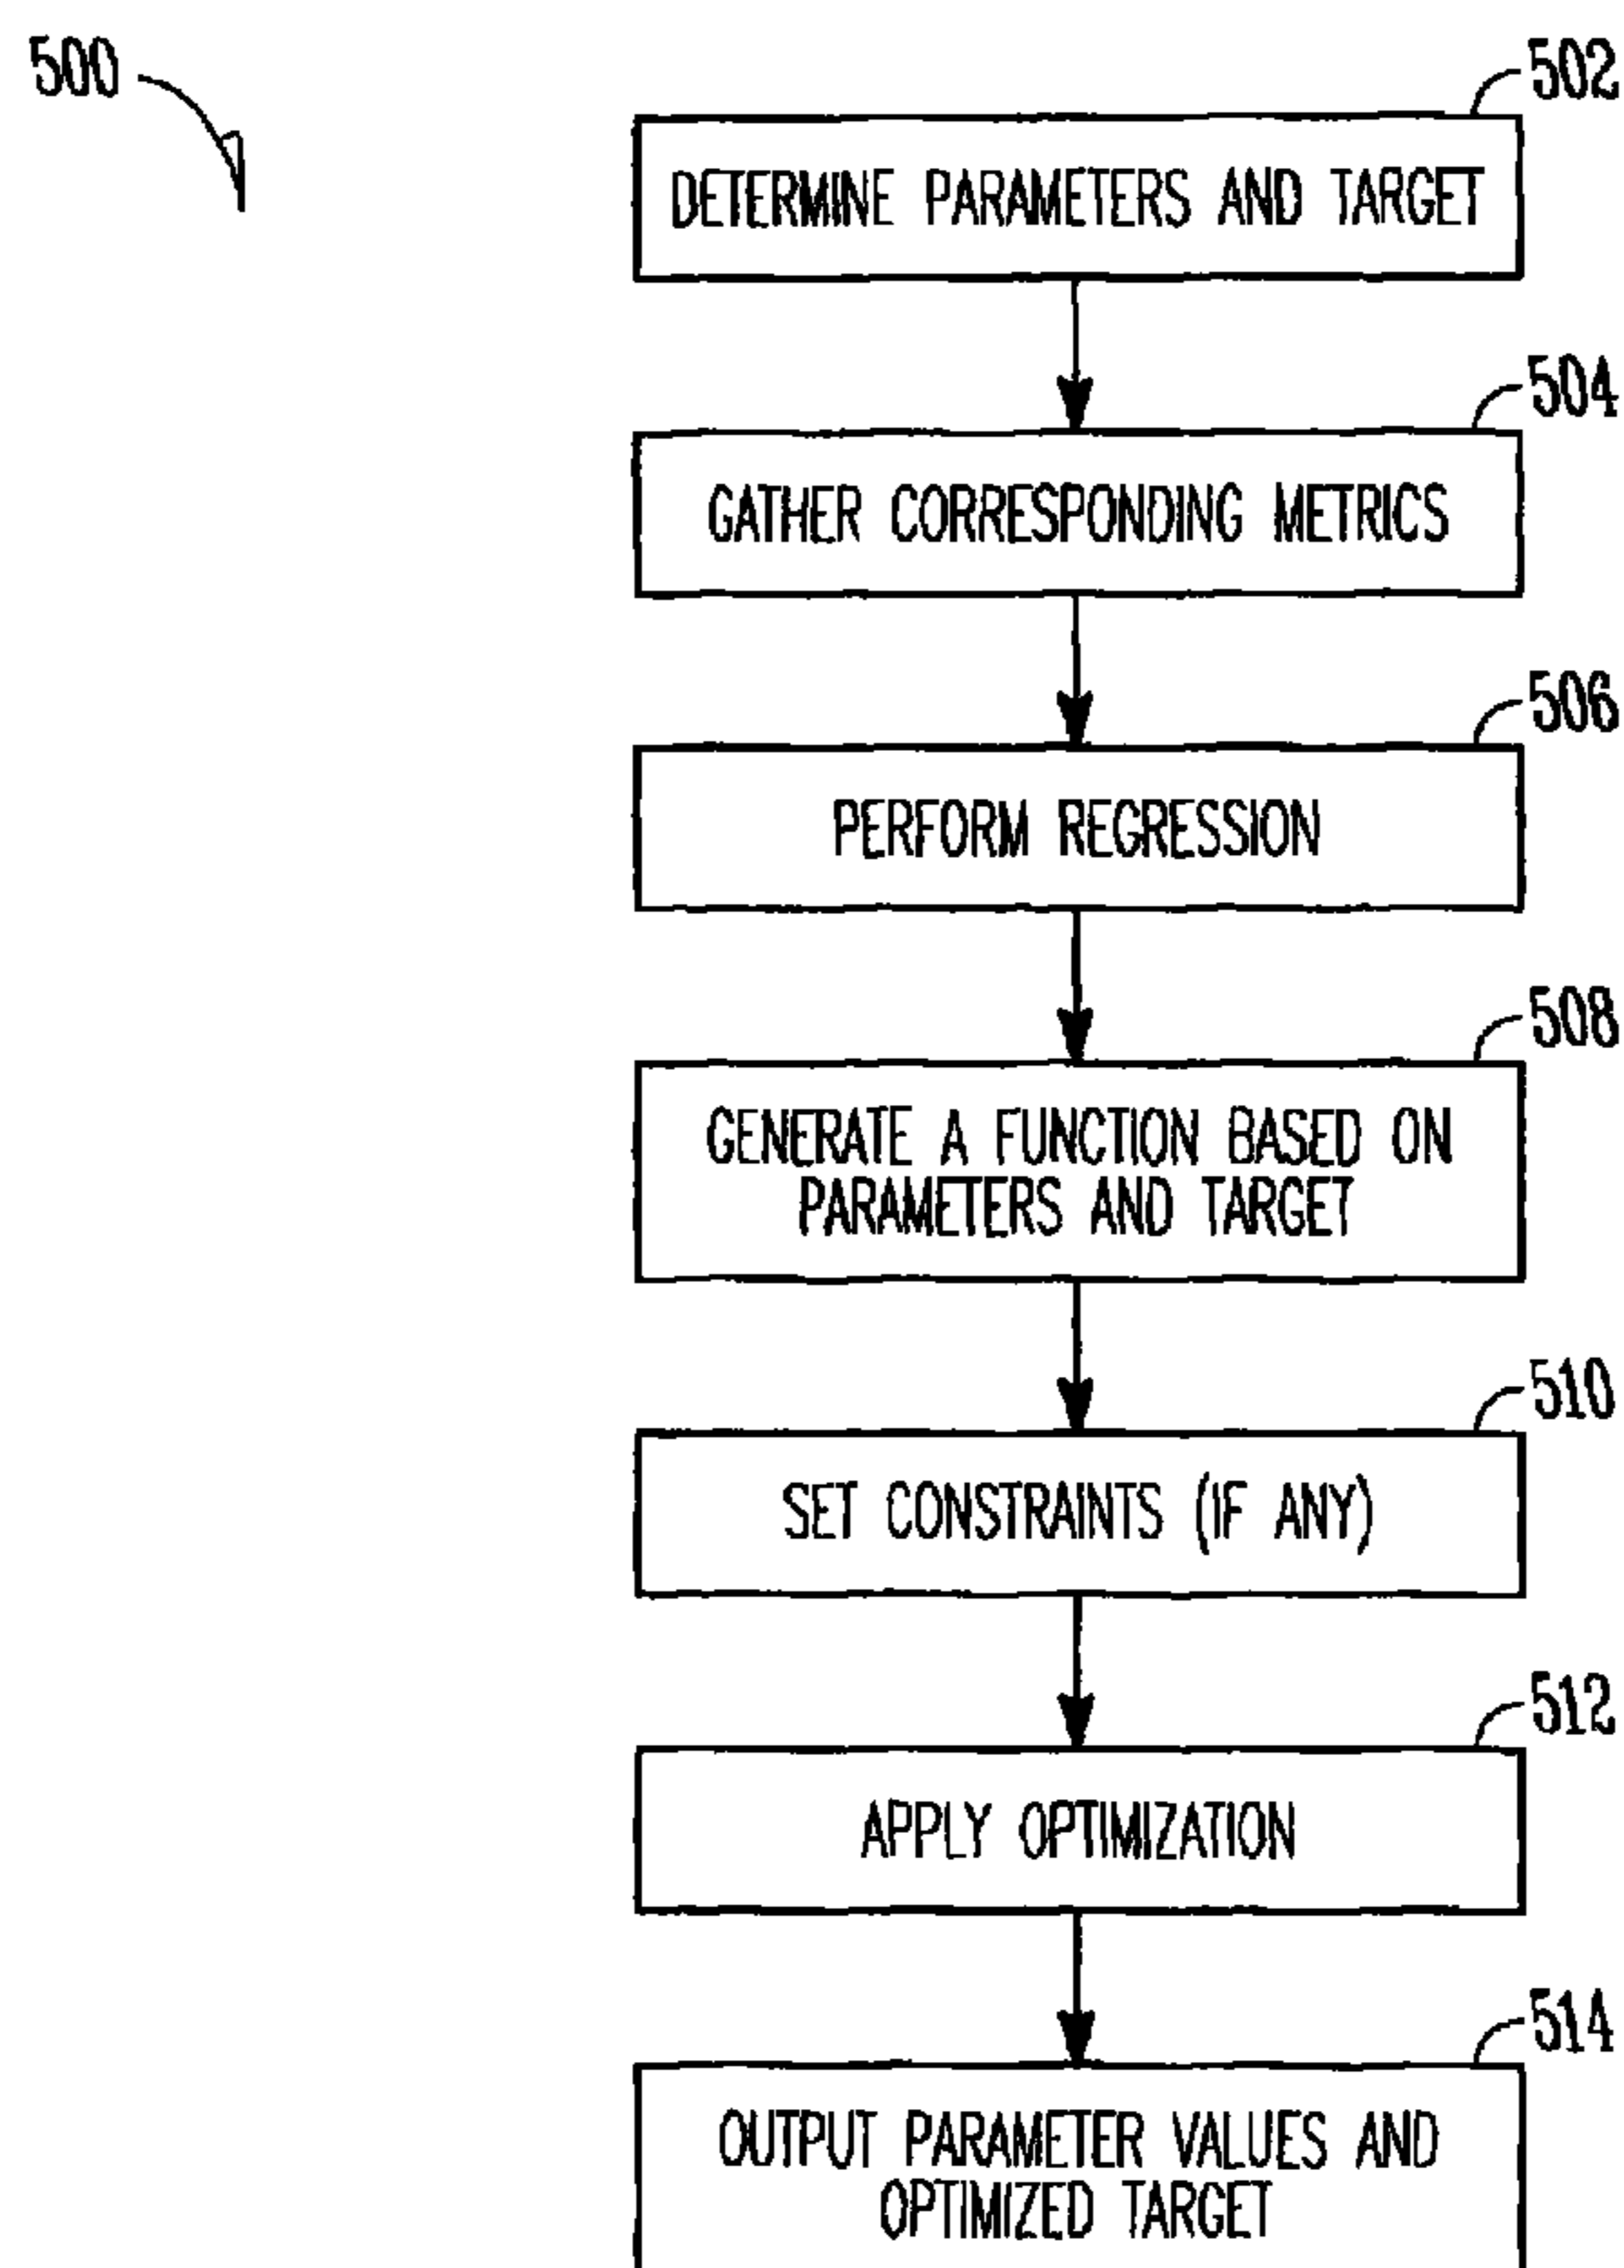 500
502
DETERMINE PARAMETERS AND TARGET
504
GATHER CORRESPONDING METRICS
506
PERFORM REGRESSION
508
GENERATE A FUNCTION BASED ON
PARAMETERS AND TARGET
510
SET CONSTRAINTS (IF ANY)
512
APPLY OPTIMIZATION
514
OUTPUT PARAMETER VALUES AND
OPTIMIZED TARGET